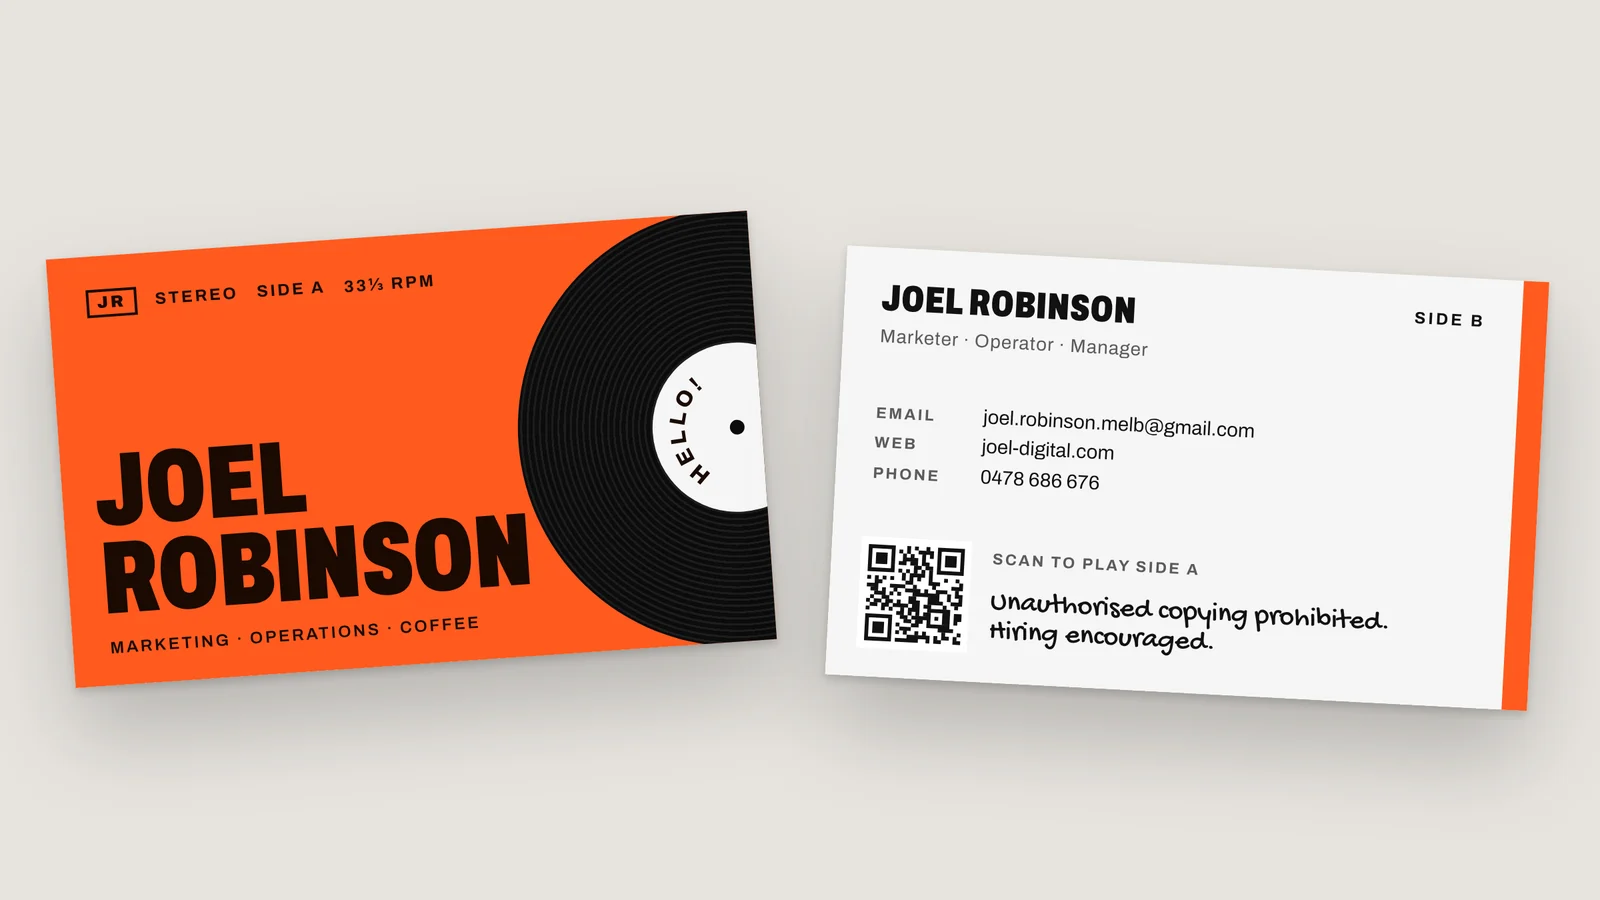 JR STEREO SIDE A 33⅓ RPM
HELLO!
JOEL
ROBINSON
MARKETING · OPERATIONS · COFFEE
JOEL ROBINSON
SIDE B
Marketer · Operator · Manager
EMAIL joel.robinson.melb@gmail.com
WEB joel-digital.com
PHONE 0478 686 676
SCAN TO PLAY SIDE A
Unauthorised copying prohibited.
Hiring encouraged.